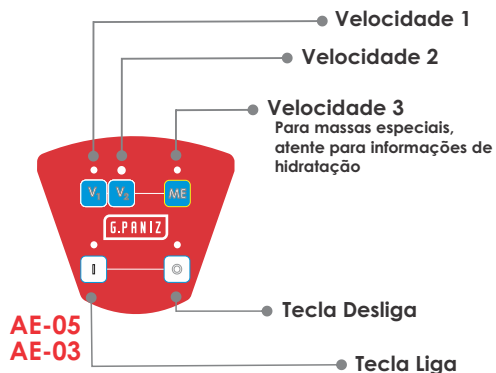 Velocidade 1
Velocidade 2
Velocidade 3
Para massas especiais,
atente para informações de
hidratação
V1 V2 ME
G.PANIZ
I O
Tecla Desliga
AE-05
AE-03
Tecla Liga